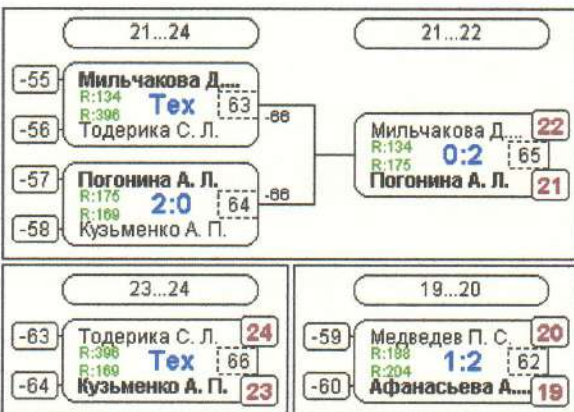 21...24
21...22
-55
Мильчакова Д....
R:134
R:396
Тех
63
-66
-56
Тодерика С. Л.
Мильчакова Д....
22
R:134
R:175
0:2
65
Погонина А. Л.
21
-57
Погонина А. Л.
R:175
R:169
2:0
64
-66
-58
Кузьменко А. П.
23...24
19...20
-63
Тодерика С. Л.
24
R:396
R:169
Тех
66
-64
Кузьменко А. П.
23
-59
Медведев П. С.
20
R:188
R:204
1:2
62
-60
Афанасьева А....
19